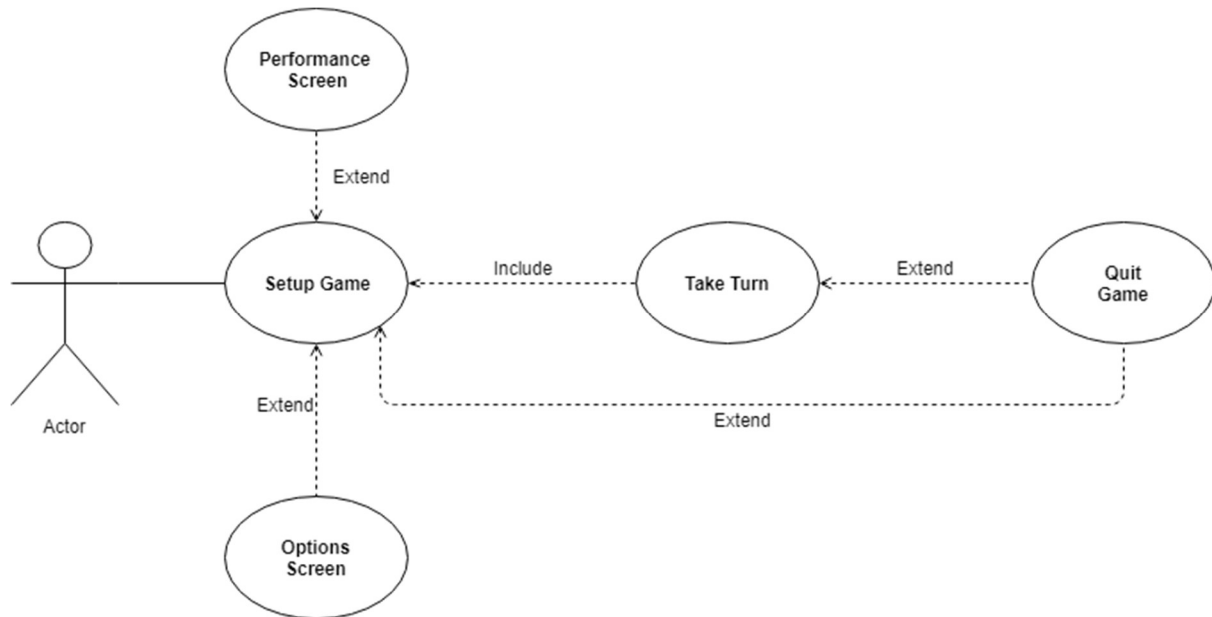 Performance
Screen
Extend
Setup Game
Include
Take Turn
Extend
Quit
Game
Extend
Extend
Actor
Options
Screen